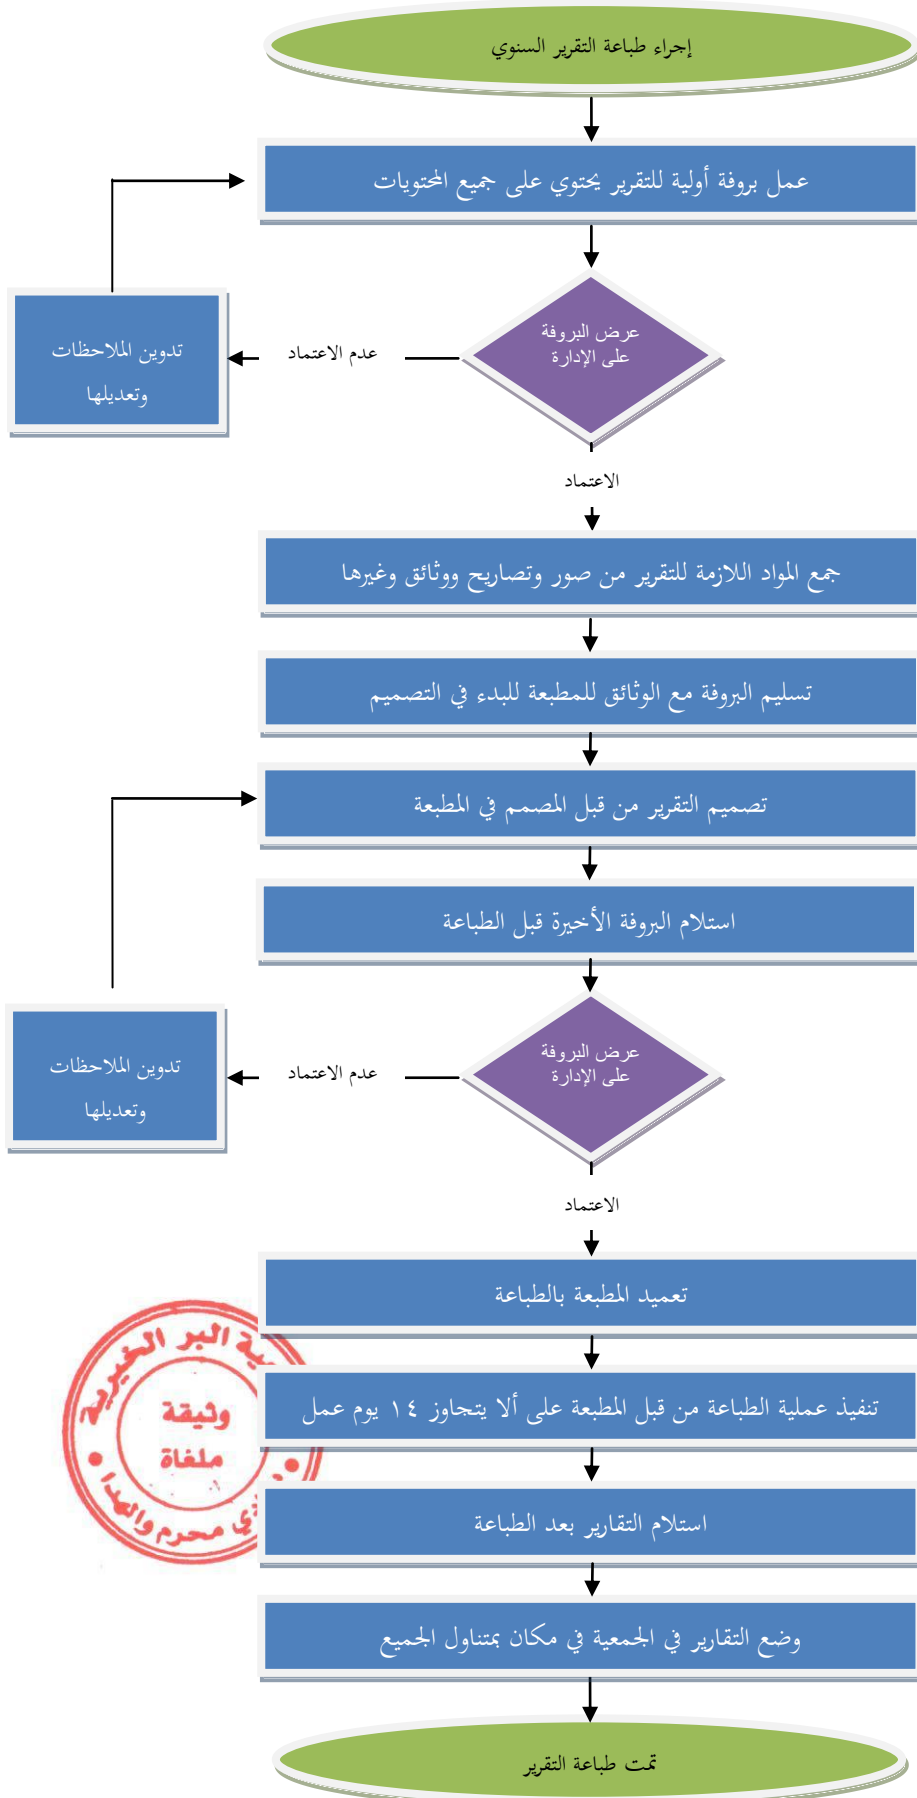 إجراء طباعة التقرير السنوي
عمل بروفة أولية للتقرير يحتوي على جميع المحتويات
عرض البروفة
على الإدارة
عدم الاعتماد
تدوين الملاحظات
وتعديلها
الاعتماد
جمع المواد اللازمة للتقرير من صور وتصاريح ووثائق وغيرها
تسليم البروفة مع الوثائق للمطبعة للبدء في التصميم
تصميم التقرير من قبل المصمم في المطبعة
استلام البروفة الأخيرة قبل الطباعة
عرض البروفة
على الإدارة
عدم الاعتماد
تدوين الملاحظات
وتعديلها
الاعتماد
تعميد المطبعة بالطباعة
تنفيذ عملية الطباعة من قبل المطبعة على ألا يتجاوز ١٤ يوم عمل
استلام التقارير بعد الطباعة
وضع التقارير في الجمعية في مكان بمتناول الجميع
تمت طباعة التقرير
البر الخيرية
وثيقة
ملغاة
محرم والهدا